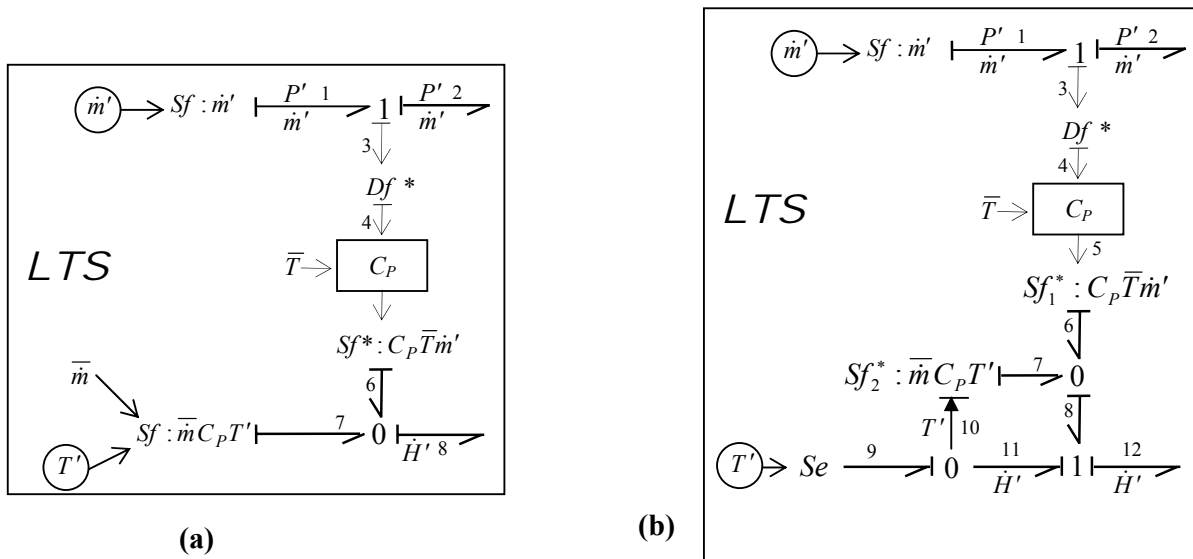 ṁ′ Sf : ṁ′ P′ 1 ṁ′ 1 P′ 2 ṁ′
3
Df *
4
T̅ C_P
LTS
Sf* : C_P T̅ ṁ′
ṁ̅
6
Sf : ṁ̅ C_P T′ 7 0 Ḣ′ 8
T′
(a)
ṁ′ Sf : ṁ′ P′ 1 ṁ′ 1 P′ 2 ṁ′
3
Df *
4
T̅ C_P
LTS
5
Sf₁* : C_P T̅ ṁ′
6
Sf₂* : ṁ̅ C_P T′ 7 0
T′ 10 8
T′ Se 9 0 11 Ḣ′ 1 12 Ḣ′
(b)